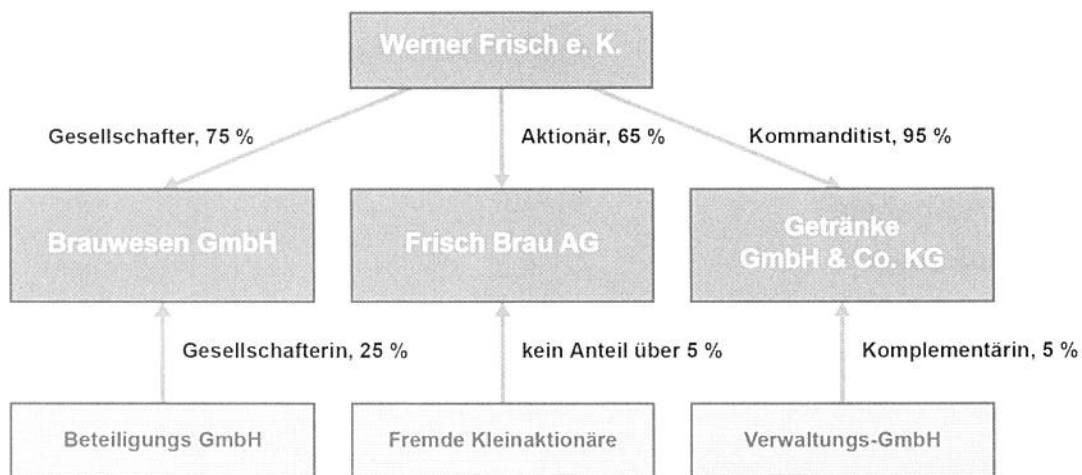 Werner Frisch e. K.
Gesellschafter, 75 %
Aktionär, 65 %
Kommanditist, 95 %
Brauwesen GmbH
Frisch Brau AG
Getränke
GmbH & Co. KG
Gesellschafterin, 25 %
kein Anteil über 5 %
Komplementärin, 5 %
Beteiligungs GmbH
Fremde Kleinaktionäre
Verwaltungs-GmbH